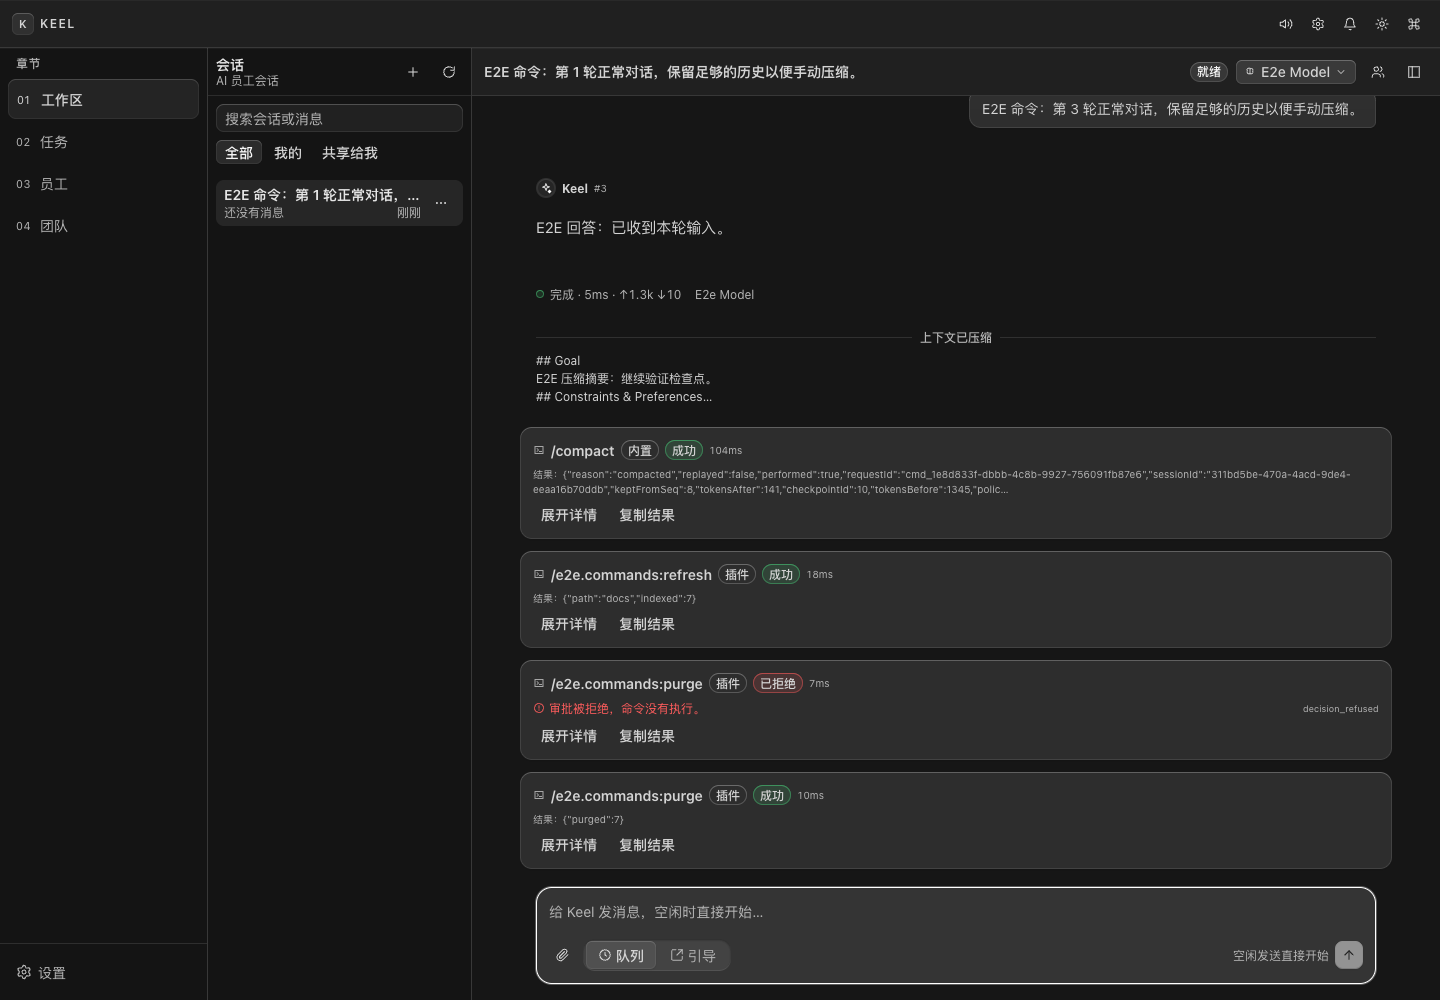 K KEEL
章节
01 工作区
02 任务
03 员工
04 团队
设置
会话
AI 员工会话
搜索会话或消息
全部 我的 共享给我
E2E 命令：第 1 轮正常对话，...
还没有消息 刚刚
E2E 命令：第 1 轮正常对话，保留足够的历史以便手动压缩。
就绪 E2e Model
E2E 命令：第 3 轮正常对话，保留足够的历史以便手动压缩。
Keel #3
E2E 回答：已收到本轮输入。
完成 · 5ms · ↑1.3k ↓10 E2e Model
上下文已压缩
## Goal
E2E 压缩摘要：继续验证检查点。
## Constraints & Preferences...
/compact 内置 成功 104ms
结果：{"reason":"compacted","replayed":false,"performed":true,"requestId":"cmd_1e8d833f-dbbb-4c8b-9927-756091fb87e6","sessionId":"311bd5be-470a-4acd-9de4-
eeaa16b70ddb","keptFromSeq":8,"tokensAfter":141,"checkpointId":10,"tokensBefore":1345,"polic...
展开详情 复制结果
/e2e.commands:refresh 插件 成功 18ms
结果：{"path":"docs","indexed":7}
展开详情 复制结果
/e2e.commands:purge 插件 已拒绝 7ms
审批被拒绝，命令没有执行。 decision_refused
展开详情 复制结果
/e2e.commands:purge 插件 成功 10ms
结果：{"purged":7}
展开详情 复制结果
给 Keel 发消息，空闲时直接开始...
队列 引导 空闲发送直接开始